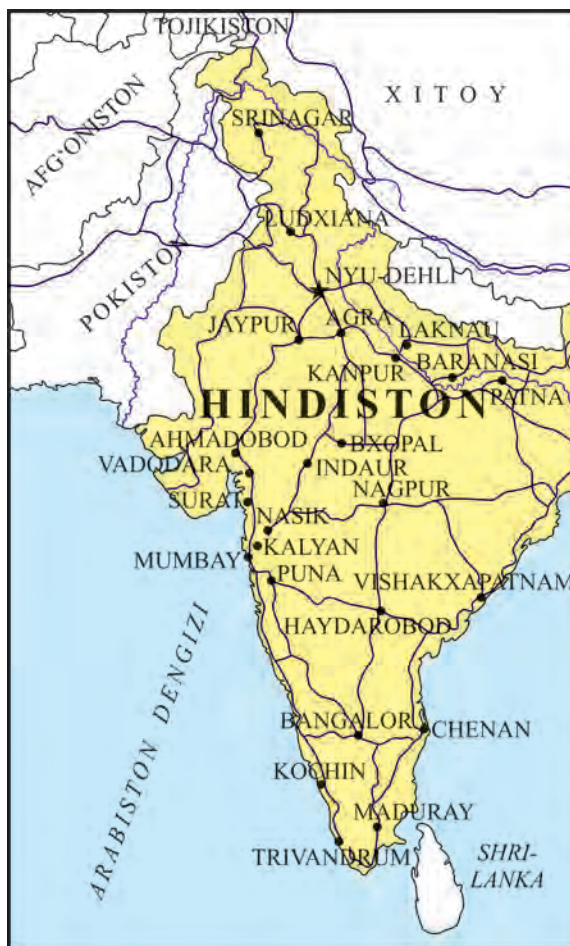 TOJIKISTON
XITOY
AFG‘ONISTON
SRINAGAR
LUDXIANA
POKISTON
NYU-DEHLI
JAYPUR
AGRA
LAKNAU
KANPUR
BARANASI
PATNA
HINDISTON
AHMADOBOD
BXOPAL
VADODARA
INDAUR
SURAT
NAGPUR
NASIK
KALYAN
MUMBAY
PUNA
VISHAKXAPATNAM
HAYDAROBOD
ARABISTON DENGIZI
BANGALOR
CHENAN
KOCHIN
MADURAY
TRIVANDRUM
SHRI-
LANKA